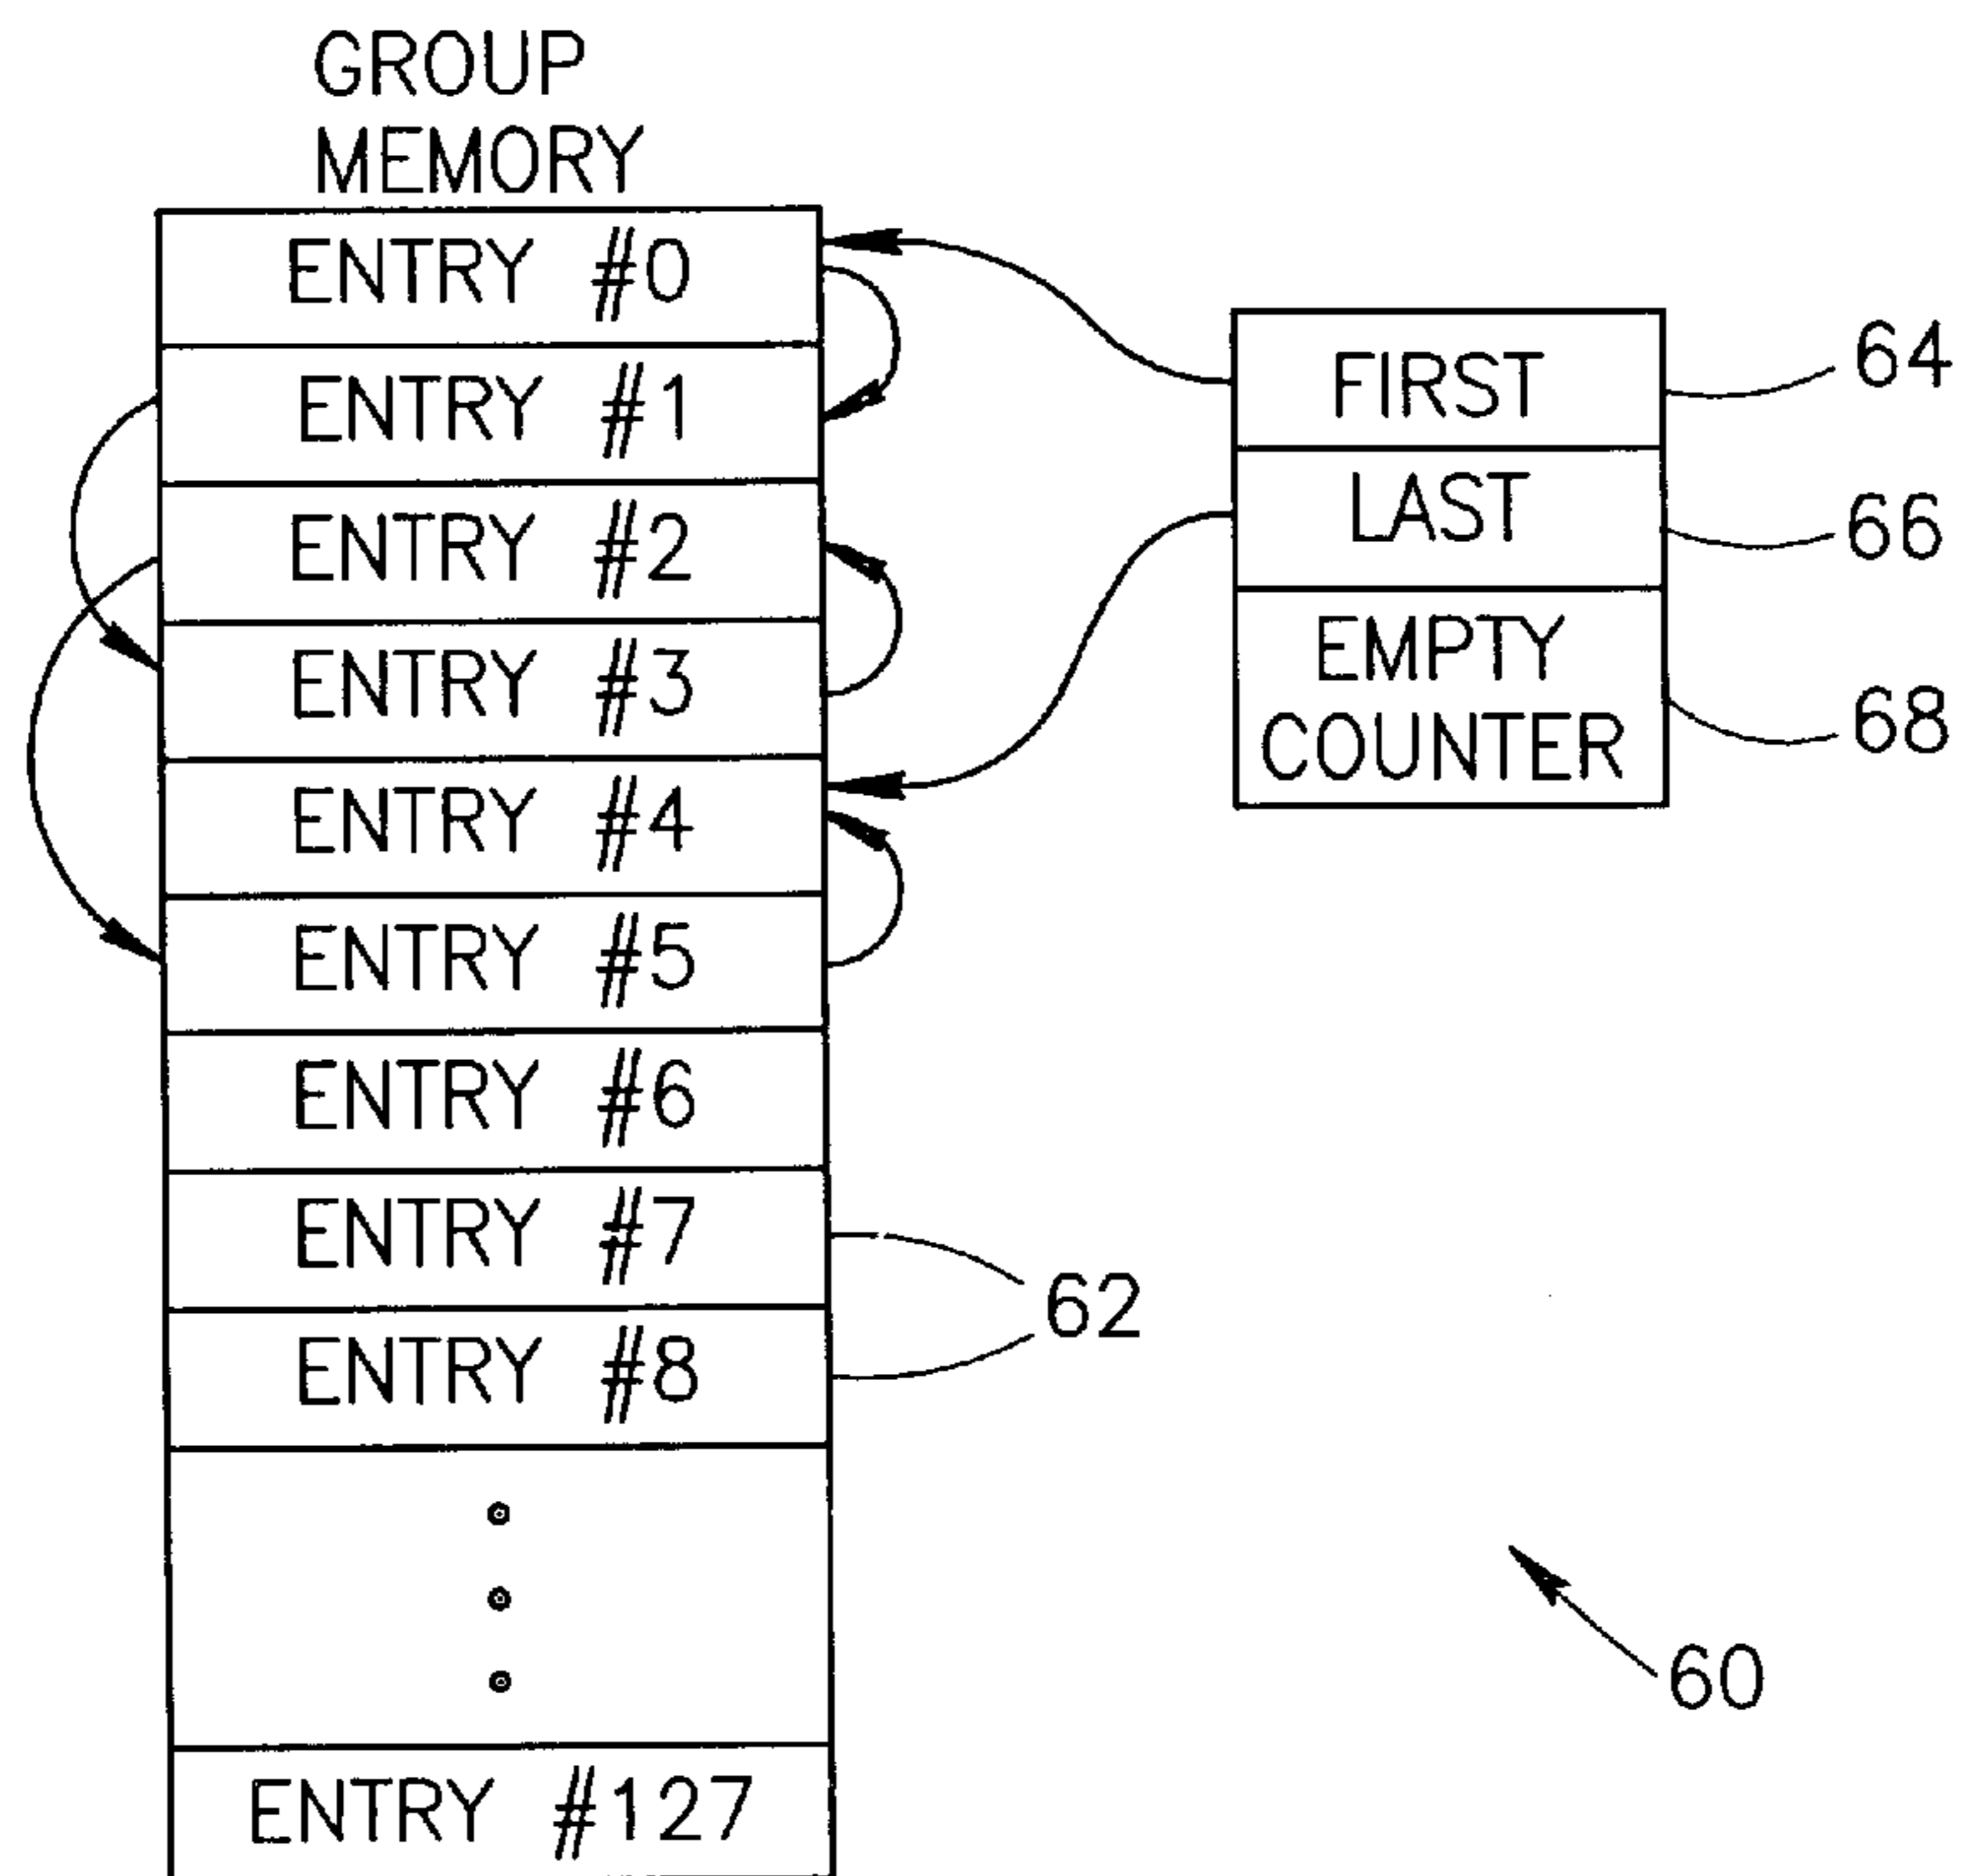 GROUP
MEMORY
ENTRY #0
ENTRY #1
ENTRY #2
ENTRY #3
ENTRY #4
ENTRY #5
ENTRY #6
ENTRY #7
ENTRY #8
ENTRY #127
FIRST
LAST
EMPTY
COUNTER
64
66
68
62
60